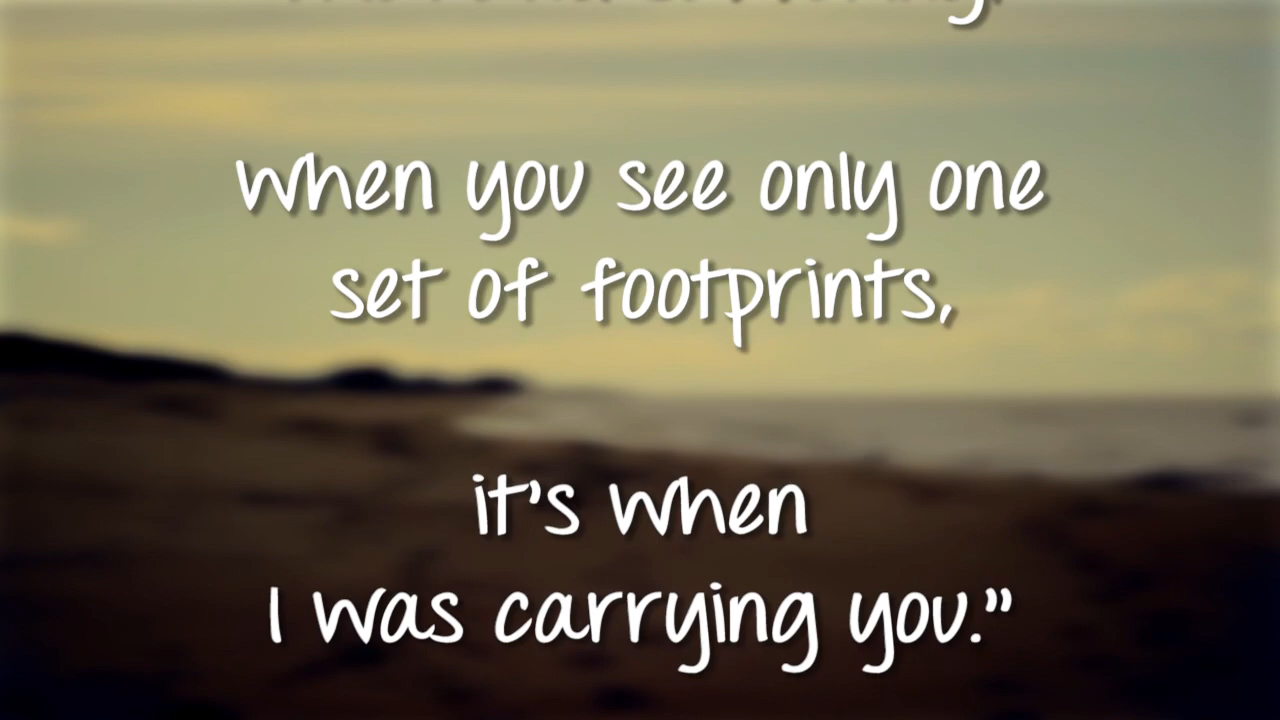 when you see only one
set of footprints,
it's when
I was carrying you."